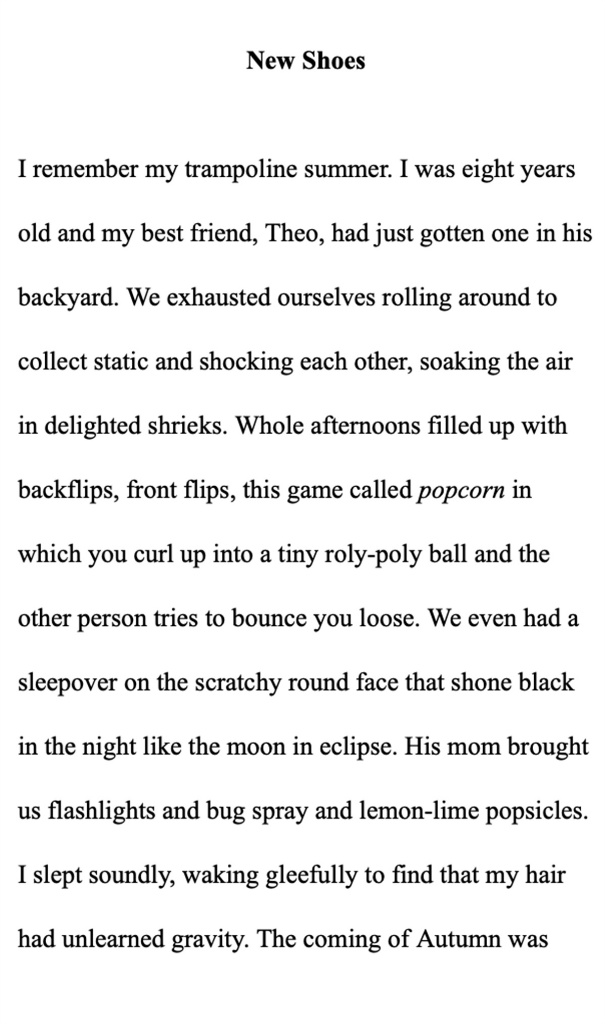 New Shoes
I remember my trampoline summer. I was eight years
old and my best friend, Theo, had just gotten one in his
backyard. We exhausted ourselves rolling around to
collect static and shocking each other, soaking the air
in delighted shrieks. Whole afternoons filled up with
backflips, front flips, this game called popcorn in
which you curl up into a tiny roly-poly ball and the
other person tries to bounce you loose. We even had a
sleepover on the scratchy round face that shone black
in the night like the moon in eclipse. His mom brought
us flashlights and bug spray and lemon-lime popsicles.
I slept soundly, waking gleefully to find that my hair
had unlearned gravity. The coming of Autumn was